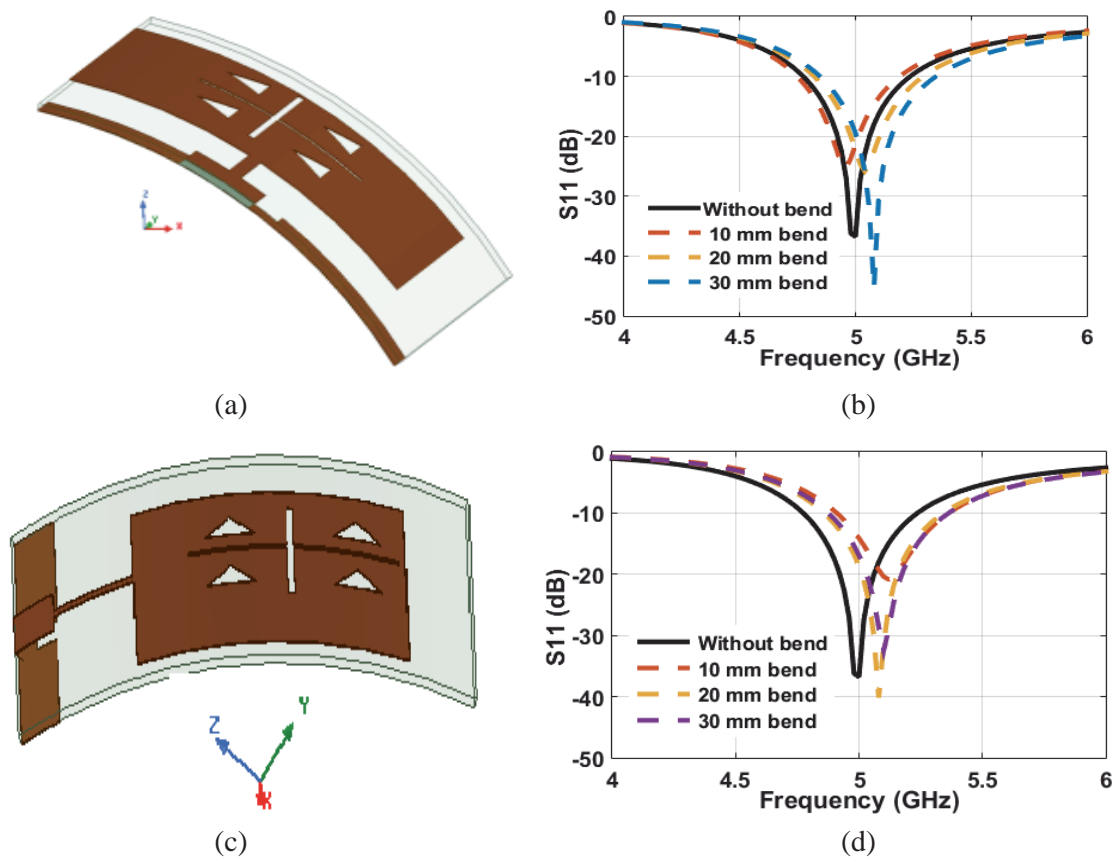 Z
Y
X
(a)
0
-10
-20
-30
-40
-50
S11 (dB)
Without bend
10 mm bend
20 mm bend
30 mm bend
4
4.5
5
5.5
6
Frequency (GHz)
(b)
Z
Y
X
(c)
0
-10
-20
-30
-40
-50
S11 (dB)
Without bend
10 mm bend
20 mm bend
30 mm bend
4
4.5
5
5.5
6
Frequency (GHz)
(d)